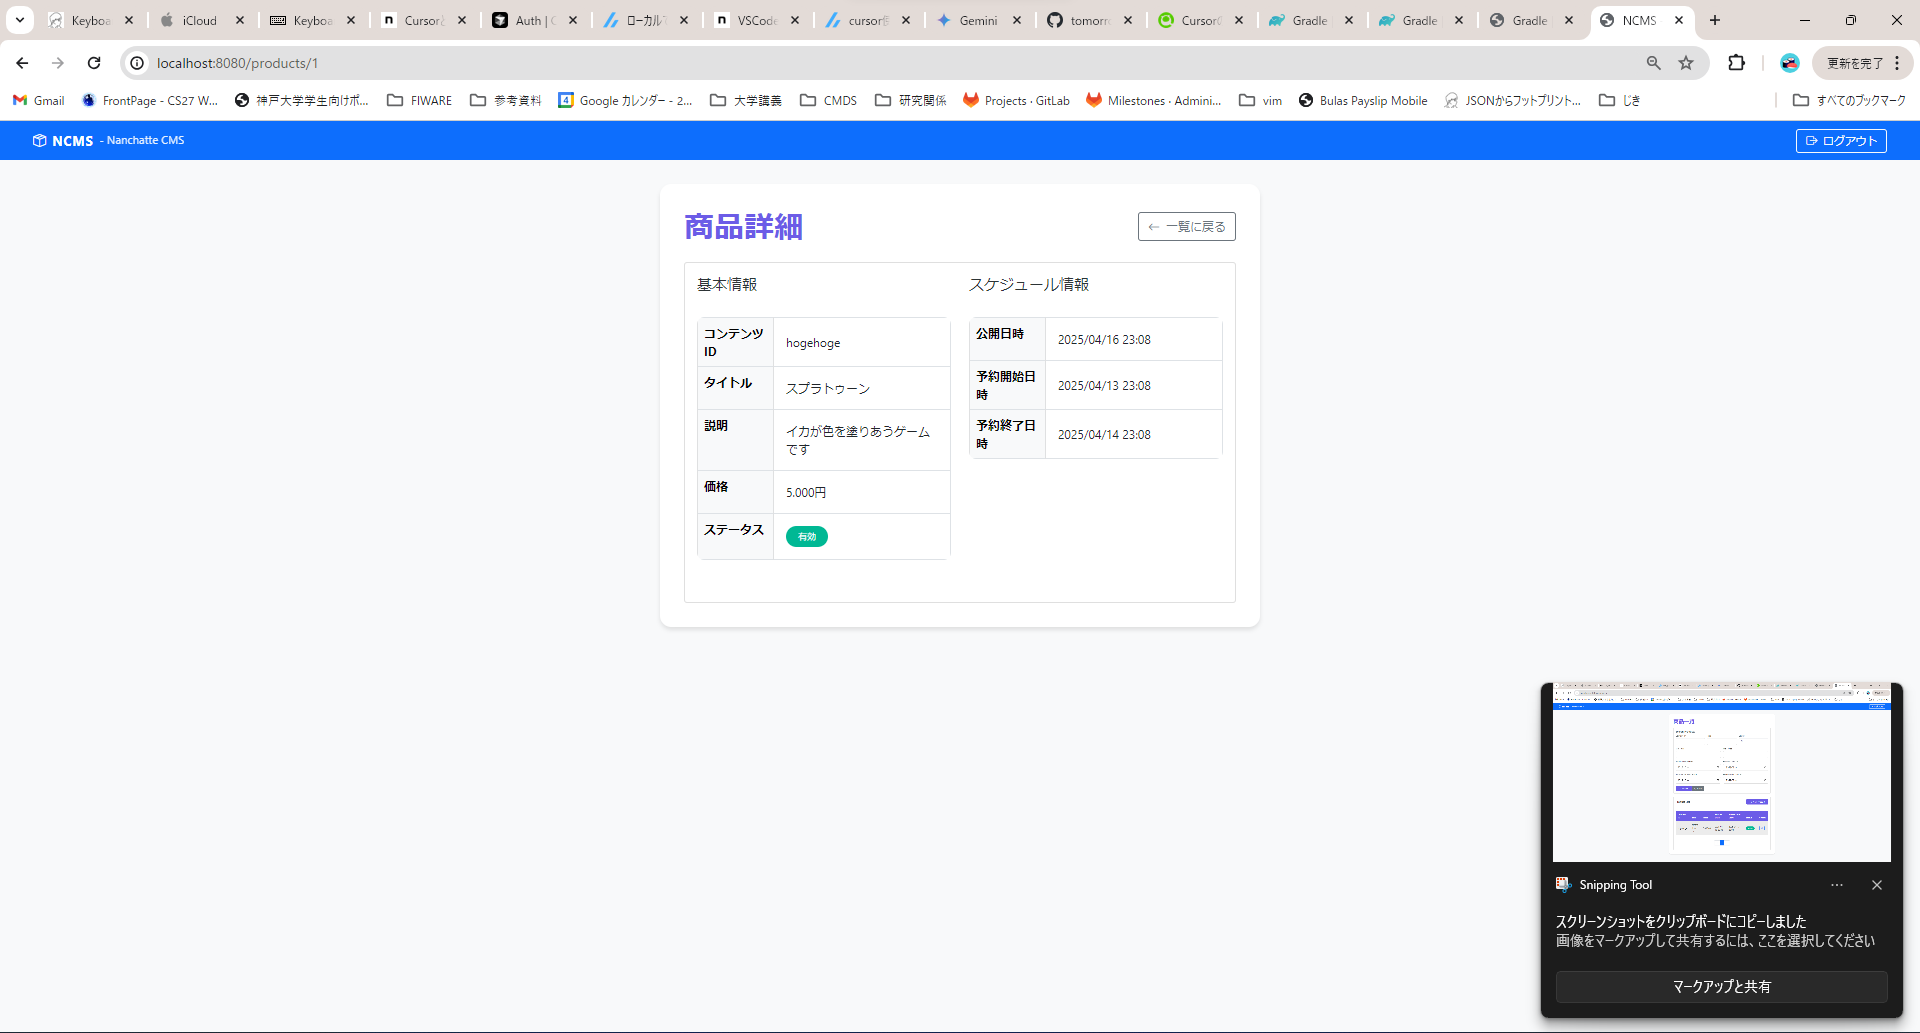 Keyboa
iCloud
Keyboa
Auth | C
VSCode
Gemini
tomorr
Gradle
Gradle
Gradle
NCMS
localhost:8080/products/1
更新を完了
Gmail
FrontPage - CS27 W...
神戸大学学生向けポ...
FIWARE
参考資料
Google カレンダー - 2...
大学講義
CMDS
研究関係
Projects · GitLab
Milestones · Admini...
vim
Bulas Payslip Mobile
JSONからフットプリント...
じき
すべてのブックマーク
NCMS - Nanchatte CMS
ログアウト
商品詳細
← 一覧に戻る
基本情報
コンテンツ
ID
hogehoge
タイトル
スプラトゥーン
説明
イカが色を塗りあうゲーム
です
価格
5.000円
ステータス
有効
スケジュール情報
公開日時
2025/04/16 23:08
予約開始日
時
2025/04/13 23:08
予約終了日
時
2025/04/14 23:08
Snipping Tool
スクリーンショットをクリップボードにコピーしました
画像をマークアップして共有するには、ここを選択してください
マークアップと共有